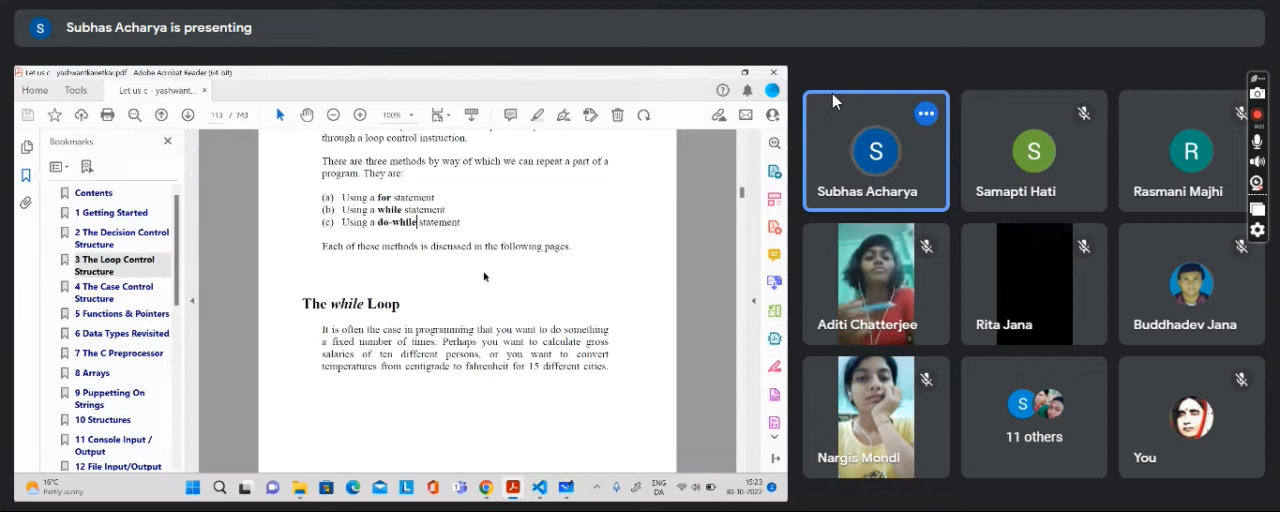 S Subhas Acharya is presenting
Let us c - yashwantkanetkar.pdf - Adobe Acrobat Reader (64-bit)
Home Tools Let us c - yashwant... ×
113 / 743 100%
Bookmarks
Contents
1 Getting Started
2 The Decision Control
Structure
3 The Loop Control
Structure
4 The Case Control
Structure
5 Functions & Pointers
6 Data Types Revisited
7 The C Preprocessor
8 Arrays
9 Puppetting On
Strings
10 Structures
11 Console Input /
Output
12 File Input/Output
through a loop control instruction.
There are three methods by way of which we can repeat a part of a
program. They are:
(a) Using a for statement
(b) Using a while statement
(c) Using a do-while statement
Each of these methods is discussed in the following pages.
The while Loop
It is often the case in programming that you want to do something
a fixed number of times. Perhaps you want to calculate gross
salaries of ten different persons, or you want to convert
temperatures from centigrade to fahrenheit for 15 different cities.
16°C
Partly sunny
ENG
DA
15:23
30-10-2022
S
Subhas Acharya
S
Samapti Hati
R
Rasmani Majhi
Aditi Chatterjee
Rita Jana
Buddhadev Jana
Nargis Mondl
S
11 others
You